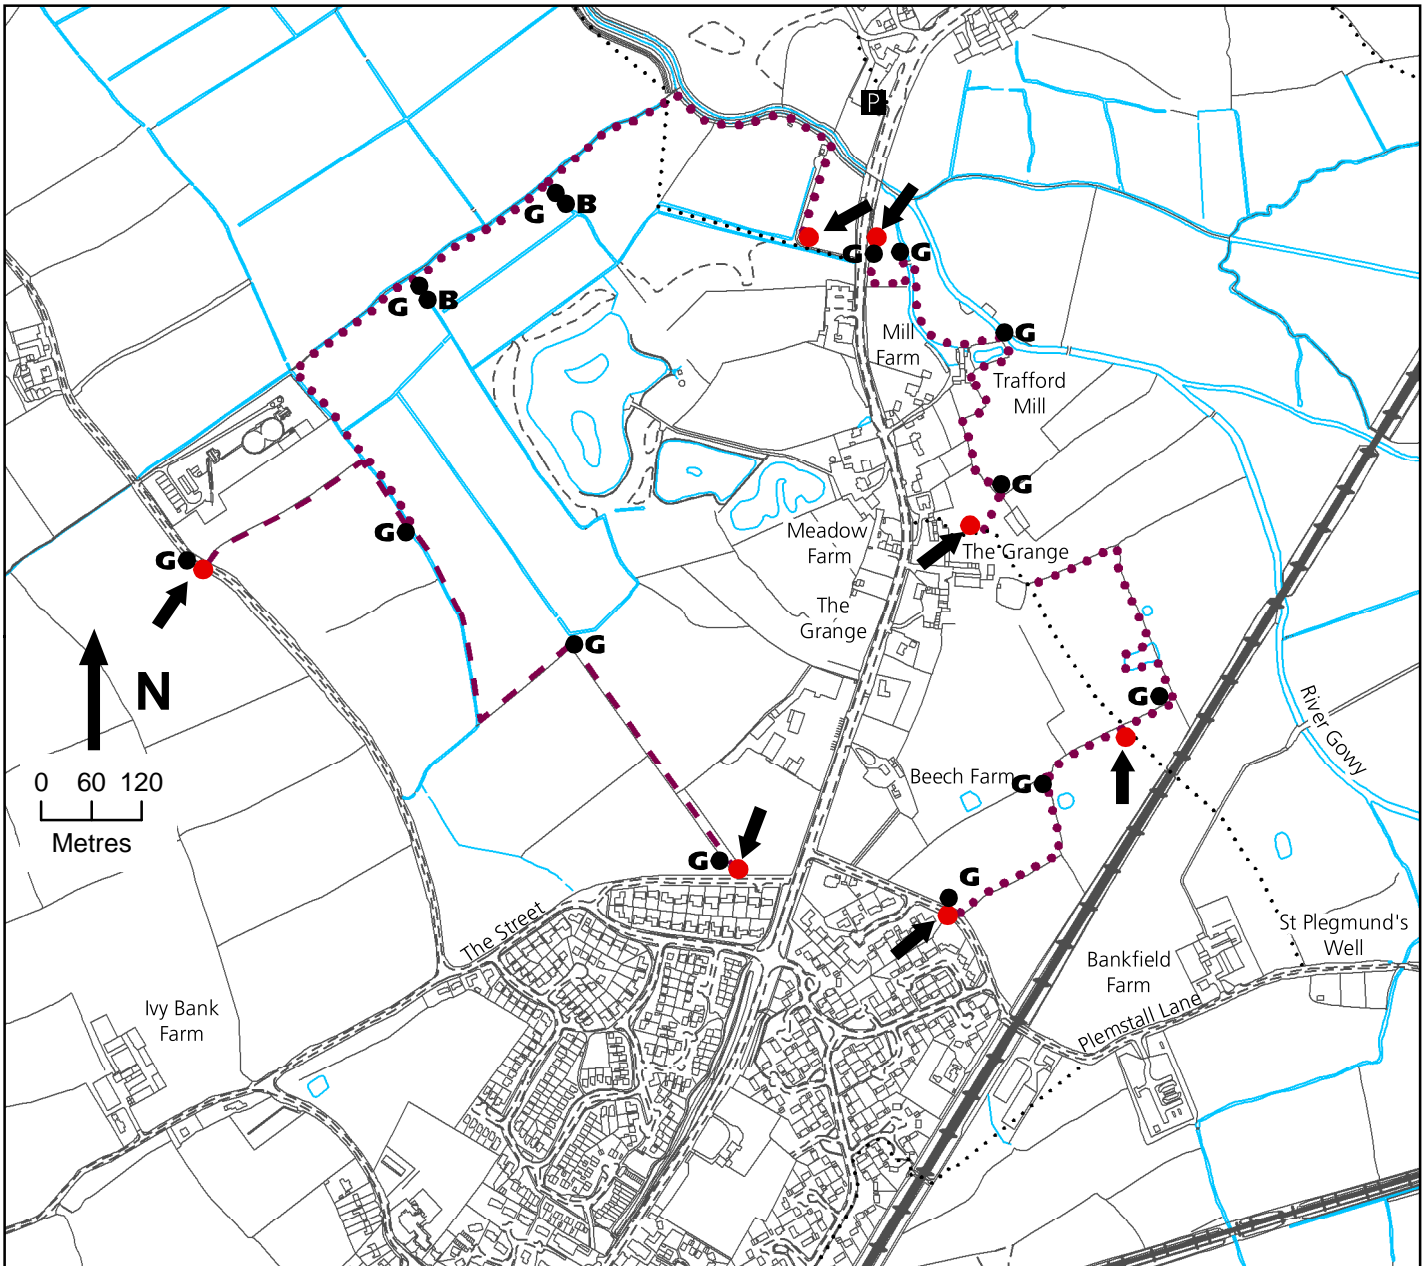 P
G
B
G
G
G
B
Mill
Farm
G
Trafford
Mill
G
G
Meadow
Farm
The Grange
G
The
Grange
G
N
G
River Gowy
0 60 120
Metres
Beech Farm
G
G
G
The Street
St Plegmund's
Well
Bankfield
Farm
Ivy Bank
Farm
Plemstall Lane